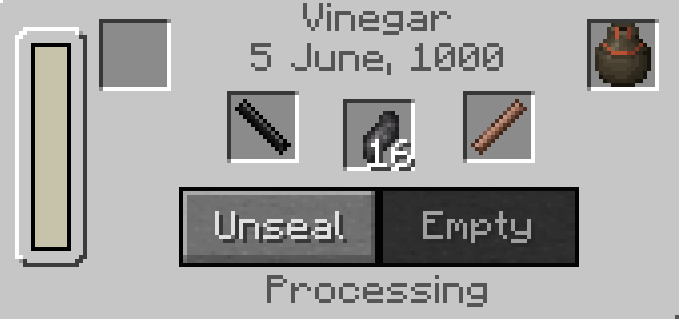 Vinegar
5 June, 1000
16
Unseal
Empty
Processing